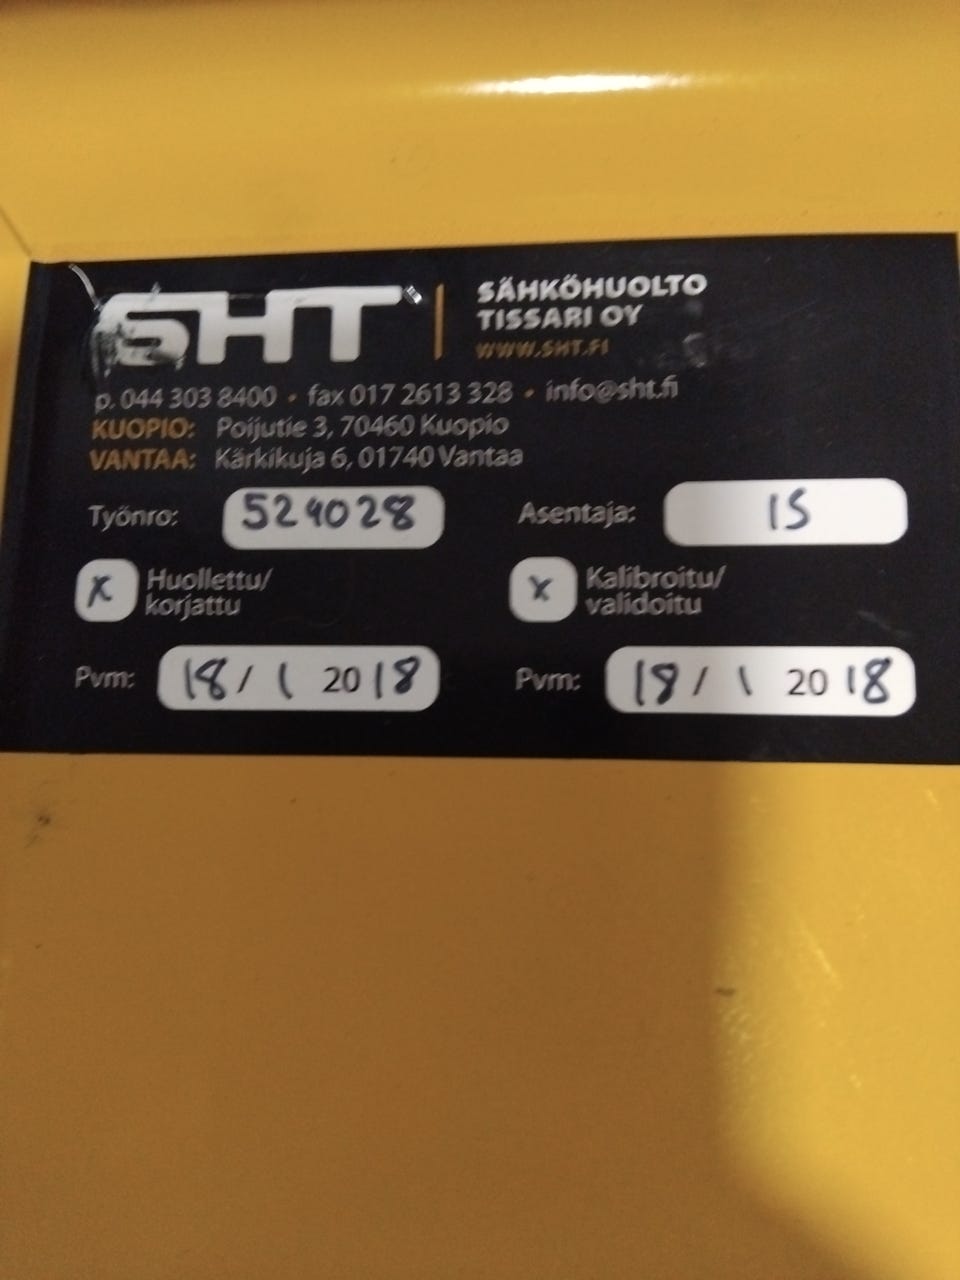 SHT
SÄHKÖHUOLTO
TISSARI OY
WWW.SHT.FI
p. 044 303 8400 • fax 017 2613 328 • info@sht.fi
KUOPIO: Poijutie 3, 70460 Kuopio
VANTAA: Kärkikuja 6, 01740 Vantaa
Työnro: 524028 Asentaja: IS
x Huollettu/ x Kalibroitu/
korjattu validoitu
Pvm: 18/ 1 2018 Pvm: 18/ 1 2018